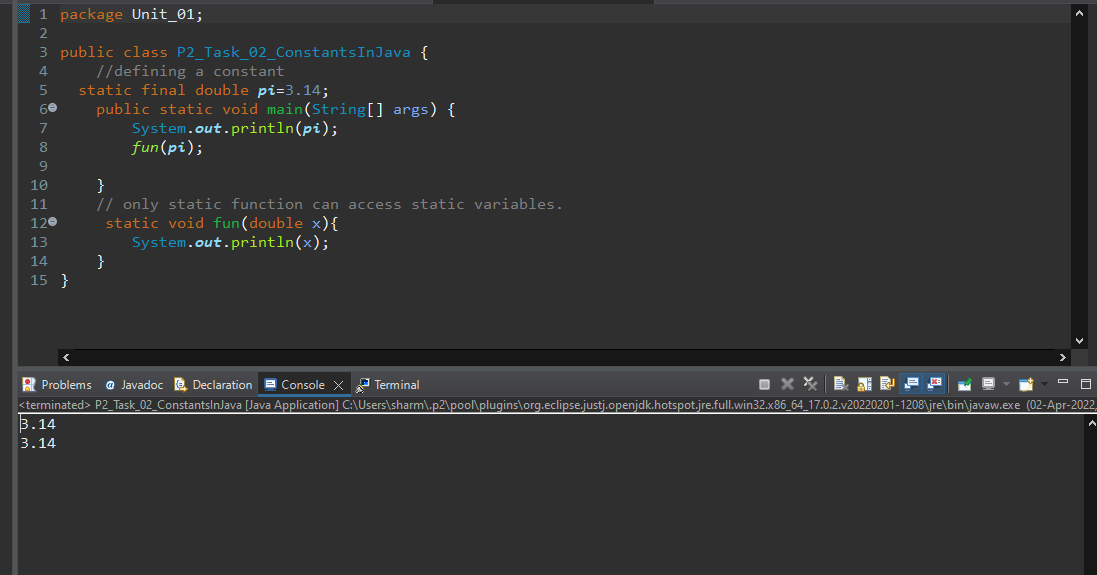 1 package Unit_01;
2
3 public class P2_Task_02_ConstantsInJava {
4     //defining a constant
5   static final double pi=3.14;
6     public static void main(String[] args) {
7         System.out.println(pi);
8         fun(pi);
9
10     }
11     // only static function can access static variables.
12      static void fun(double x){
13         System.out.println(x);
14     }
15 }
Problems Javadoc Declaration Console Terminal
<terminated> P2_Task_02_ConstantsInJava [Java Application] C:\Users\sharm\.p2\pool\plugins\org.eclipse.justj.openjdk.hotspot.jre.full.win32.x86_64_17.0.2.v20220201-1208\jre\bin\javaw.exe (02-Apr-2022,
3.14
3.14